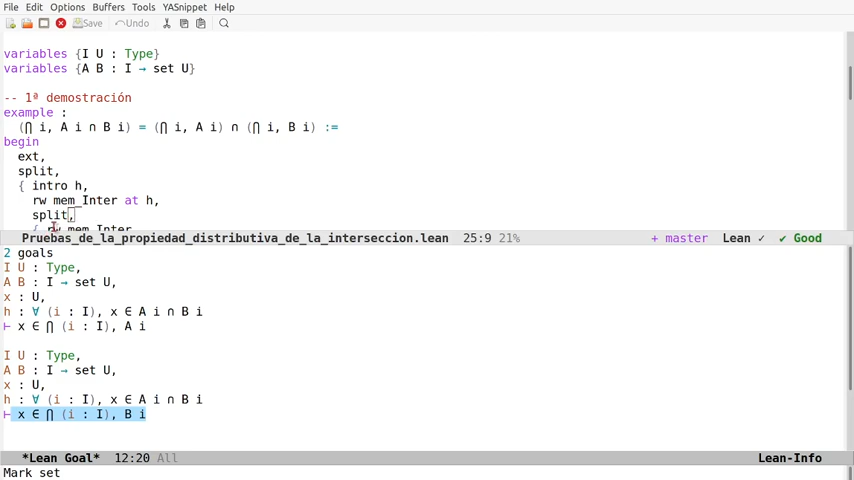 File Edit Options Buffers Tools YASnippet Help
Save Undo
variables {I U : Type}
variables {A B : I → set U}
-- 1ª demostración
example :
(⋂ i, A i ∩ B i) = (⋂ i, A i) ∩ (⋂ i, B i) :=
begin
ext,
split,
{ intro h,
rw mem_Inter at h,
split,
{ rw mem_Inter,
Pruebas_de_la_propiedad_distributiva_de_la_interseccion.lean 25:9 21% + master Lean ✓ ✔ Good
2 goals
I U : Type,
A B : I → set U,
x : U,
h : ∀ (i : I), x ∈ A i ∩ B i
⊢ x ∈ ⋂ (i : I), A i
I U : Type,
A B : I → set U,
x : U,
h : ∀ (i : I), x ∈ A i ∩ B i
⊢ x ∈ ⋂ (i : I), B i
*Lean Goal* 12:20 All Lean-Info
Mark set